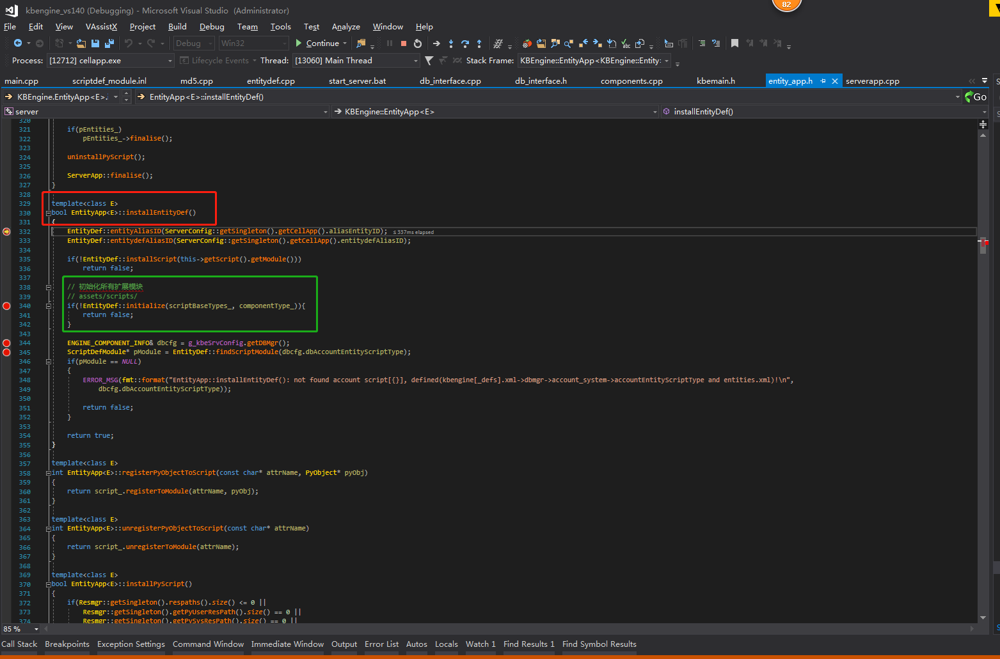 kbengine_vs140 (Debugging) - Microsoft Visual Studio  (Administrator)
82
File Edit View VAssistX Project Build Debug Team Tools Test Analyze Window Help
Debug Win32 Continue
Process: [12712] cellapp.exe Lifecycle Events Thread: [13060] Main Thread Stack Frame: KBEngine::EntityApp<KBEngine::Entity:
main.cpp scriptdef_module.inl md5.cpp entitydef.cpp start_server.bat db_interface.cpp db_interface.h components.cpp kbemain.h entity_app.h serverapp.cpp
KBEngine.EntityApp<E>. EntityApp<E>::installEntityDef() Go
server KBEngine::EntityApp<E> installEntityDef()
320
321 if(pEntities_)
322 pEntities_->finalise();
323
324 uninstallPyScript();
325
326 ServerApp::finalise();
327 }
328
329 template<class E>
330 bool EntityApp<E>::installEntityDef()
331 {
332 EntityDef::entityAliasID(ServerConfig::getSingleton().getCellApp().aliasEntityID); ≤ 337ms elapsed
333 EntityDef::entitydefAliasID(ServerConfig::getSingleton().getCellApp().entitydefAliasID);
334
335 if(!EntityDef::installScript(this->getScript().getModule()))
336 return false;
337
338 // 初始化所有扩展模块
339 // assets/scripts/
340 if(!EntityDef::initialize(scriptBaseTypes_, componentType_)){
341 return false;
342 }
343
344 ENGINE_COMPONENT_INFO& dbcfg = g_kbeSrvConfig.getDBMgr();
345 ScriptDefModule* pModule = EntityDef::findScriptModule(dbcfg.dbAccountEntityScriptType);
346 if(pModule == NULL)
347 {
348 ERROR_MSG(fmt::format("EntityApp::installEntityDef(): not found account script[{}], defined(kbengine[_defs].xml->dbmgr->account_system->accountEntityScriptType and entities.xml)!\n",
349 dbcfg.dbAccountEntityScriptType));
350
351 return false;
352 }
353
354 return true;
355 }
356
357 template<class E>
358 int EntityApp<E>::registerPyObjectToScript(const char* attrName, PyObject* pyObj)
359 {
360 return script_.registerToModule(attrName, pyObj);
361 }
362
363 template<class E>
364 int EntityApp<E>::unregisterPyObjectToScript(const char* attrName)
365 {
366 return script_.unregisterToModule(attrName);
367 }
368
369 template<class E>
370 bool EntityApp<E>::installPyScript()
371 {
372 if(Resmgr::getSingleton().respaths().size() <= 0 ||
373 Resmgr::getSingleton().getPyUserResPath().size() == 0 ||
374 Resmgr::getSingleton().getPySysResPath().size() == 0 ||
85 %
Call Stack Breakpoints Exception Settings Command Window Immediate Window Output Error List Autos Locals Watch 1 Find Results 1 Find Symbol Results